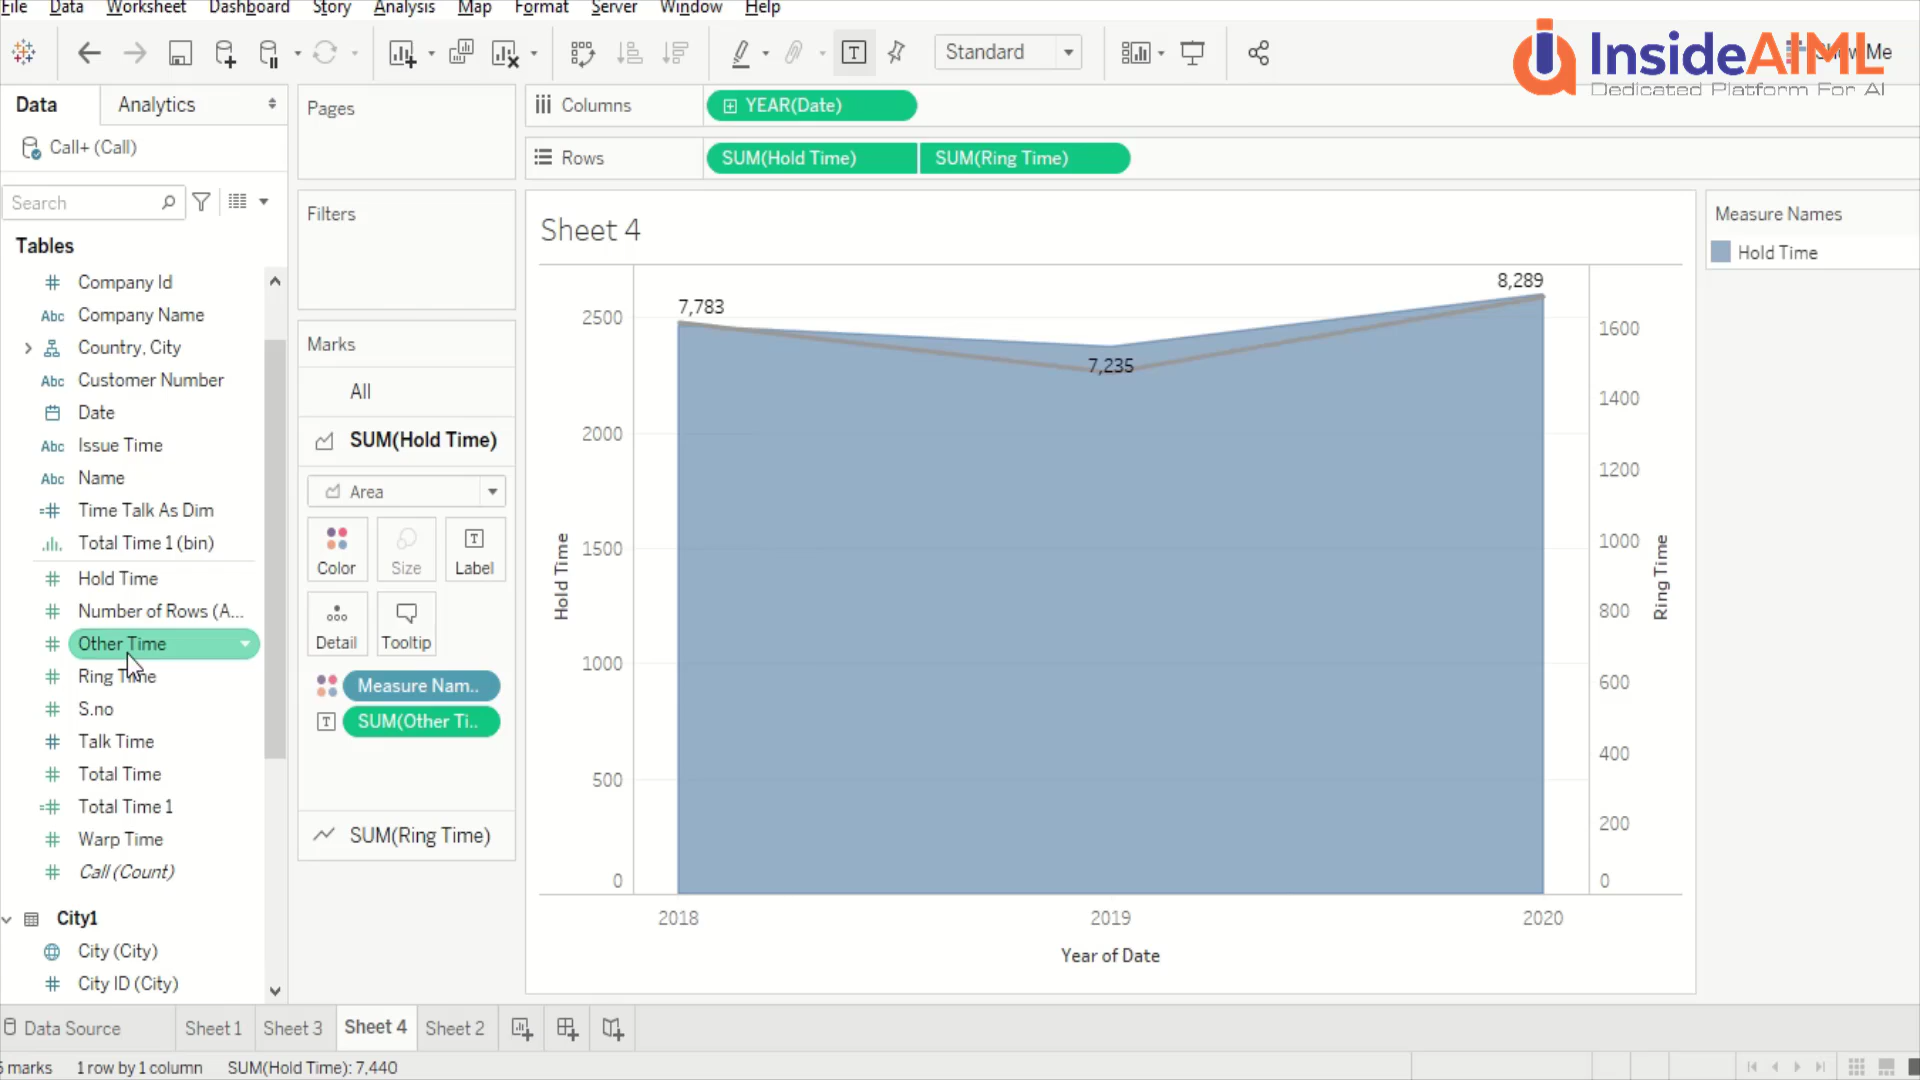 File Data Worksheet Dashboard Story Analysis Map Format Server Window Help
Standard
Show Me
InsideAIML
Dedicated Platform For AI
Data Analytics
Call+ (Call)
Search
Tables
Company Id
Company Name
Country, City
Customer Number
Date
Issue Time
Name
Time Talk As Dim
Total Time 1 (bin)
Hold Time
Number of Rows (A...
Other Time
Ring Time
S.no
Talk Time
Total Time
Total Time 1
Warp Time
Call (Count)
City1
City (City)
City ID (City)
Pages
Filters
Marks
All
SUM(Hold Time)
Area
Color Size Label
Detail Tooltip
Measure Nam..
SUM(Other Ti..
SUM(Ring Time)
Columns YEAR(Date)
Rows SUM(Hold Time) SUM(Ring Time)
Sheet 4
7,783
7,235
8,289
2500
2000
1500
1000
500
0
Hold Time
1600
1400
1200
1000
800
600
400
200
0
Ring Time
2018 2019 2020
Year of Date
Measure Names
Hold Time
Data Source Sheet 1 Sheet 3 Sheet 4 Sheet 2
marks 1 row by 1 column SUM(Hold Time): 7,440